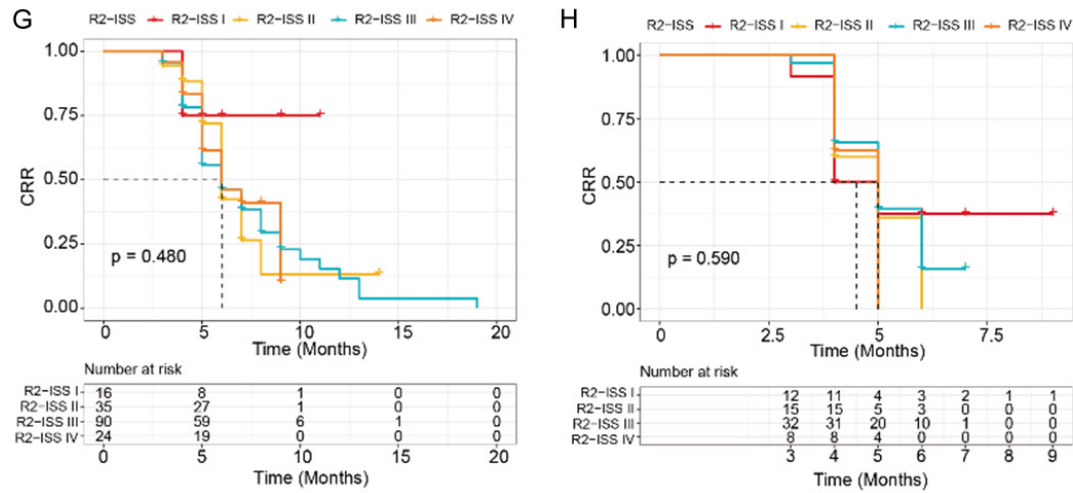 G
R2-ISS R2-ISS I R2-ISS II R2-ISS III R2-ISS IV
CRR
1.00
0.75
0.50
0.25
0.00
p = 0.480
0 5 10 15 20
Time (Months)
Number at risk
R2-ISS I 16 8 1 0 0
R2-ISS II 35 27 1 0 0
R2-ISS III 90 59 6 1 0
R2-ISS IV 24 19 0 0 0
0 5 10 15 20
Time (Months)
H
R2-ISS R2-ISS I R2-ISS II R2-ISS III R2-ISS IV
CRR
1.00
0.75
0.50
0.25
0.00
p = 0.590
0 2.5 5 7.5
Time (Months)
Number at risk
R2-ISS I 12 11 4 3 2 1 1
R2-ISS II 15 15 5 3 0 0 0
R2-ISS III 32 31 20 10 1 0 0
R2-ISS IV 8 8 4 0 0 0 0
3 4 5 6 7 8 9
Time (Months)